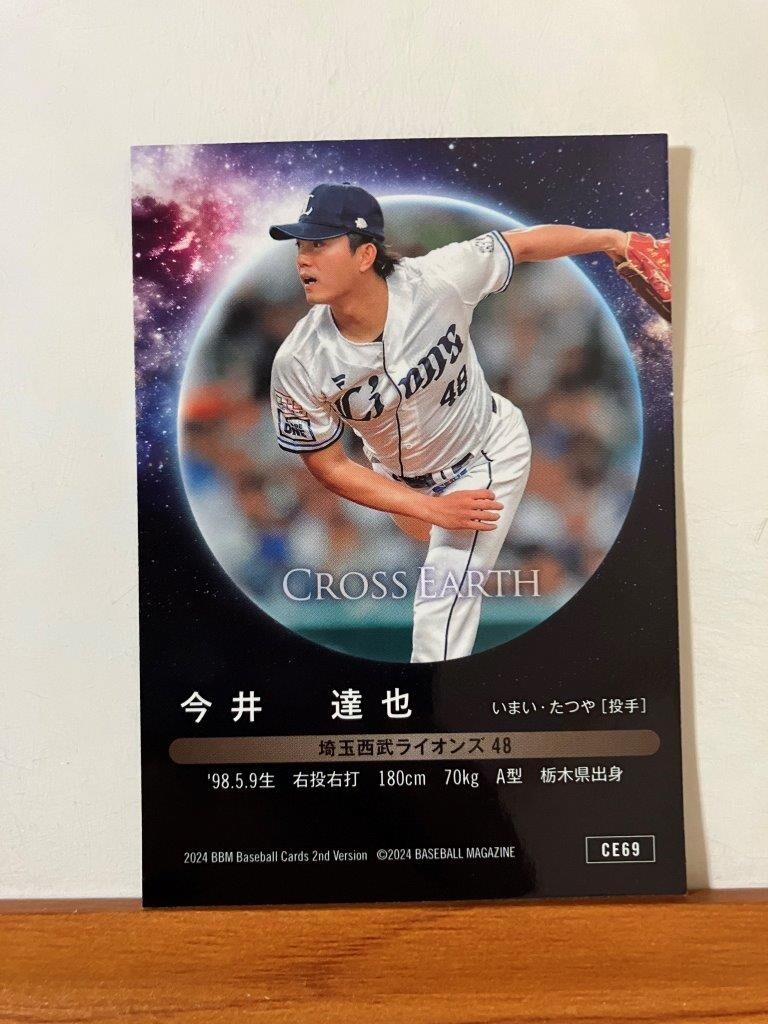 Lions
48
CROSS EARTH
今井 達也 いまい・たつや [投手]
埼玉西武ライオンズ 48
'98.5.9生 右投右打 180cm 70kg A型 栃木県出身
2024 BBM Baseball Cards 2nd Version ©2024 BASEBALL MAGAZINE
CE69